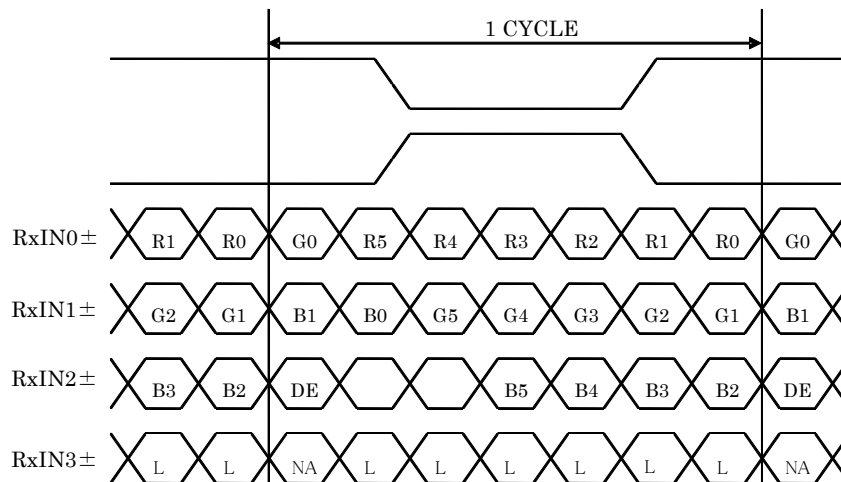 1 CYCLE
RxIN0± R1 R0 G0 R5 R4 R3 R2 R1 R0 G0
RxIN1± G2 G1 B1 B0 G5 G4 G3 G2 G1 B1
RxIN2± B3 B2 DE B5 B4 B3 B2 DE
RxIN3± L L NA L L L L L L NA